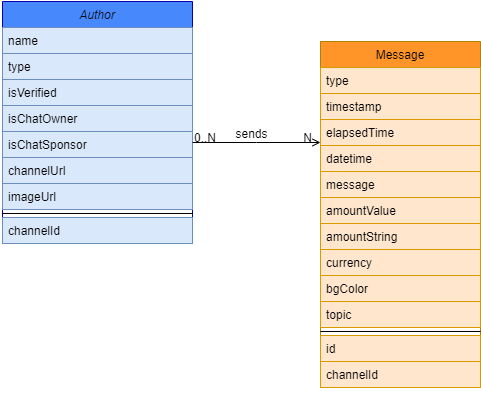 Author
name
type
isVerified
isChatOwner
isChatSponsor
channelUrl
imageUrl
channelId
0..N
sends
N
Message
type
timestamp
elapsedTime
datetime
message
amountValue
amountString
currency
bgColor
topic
id
channelId